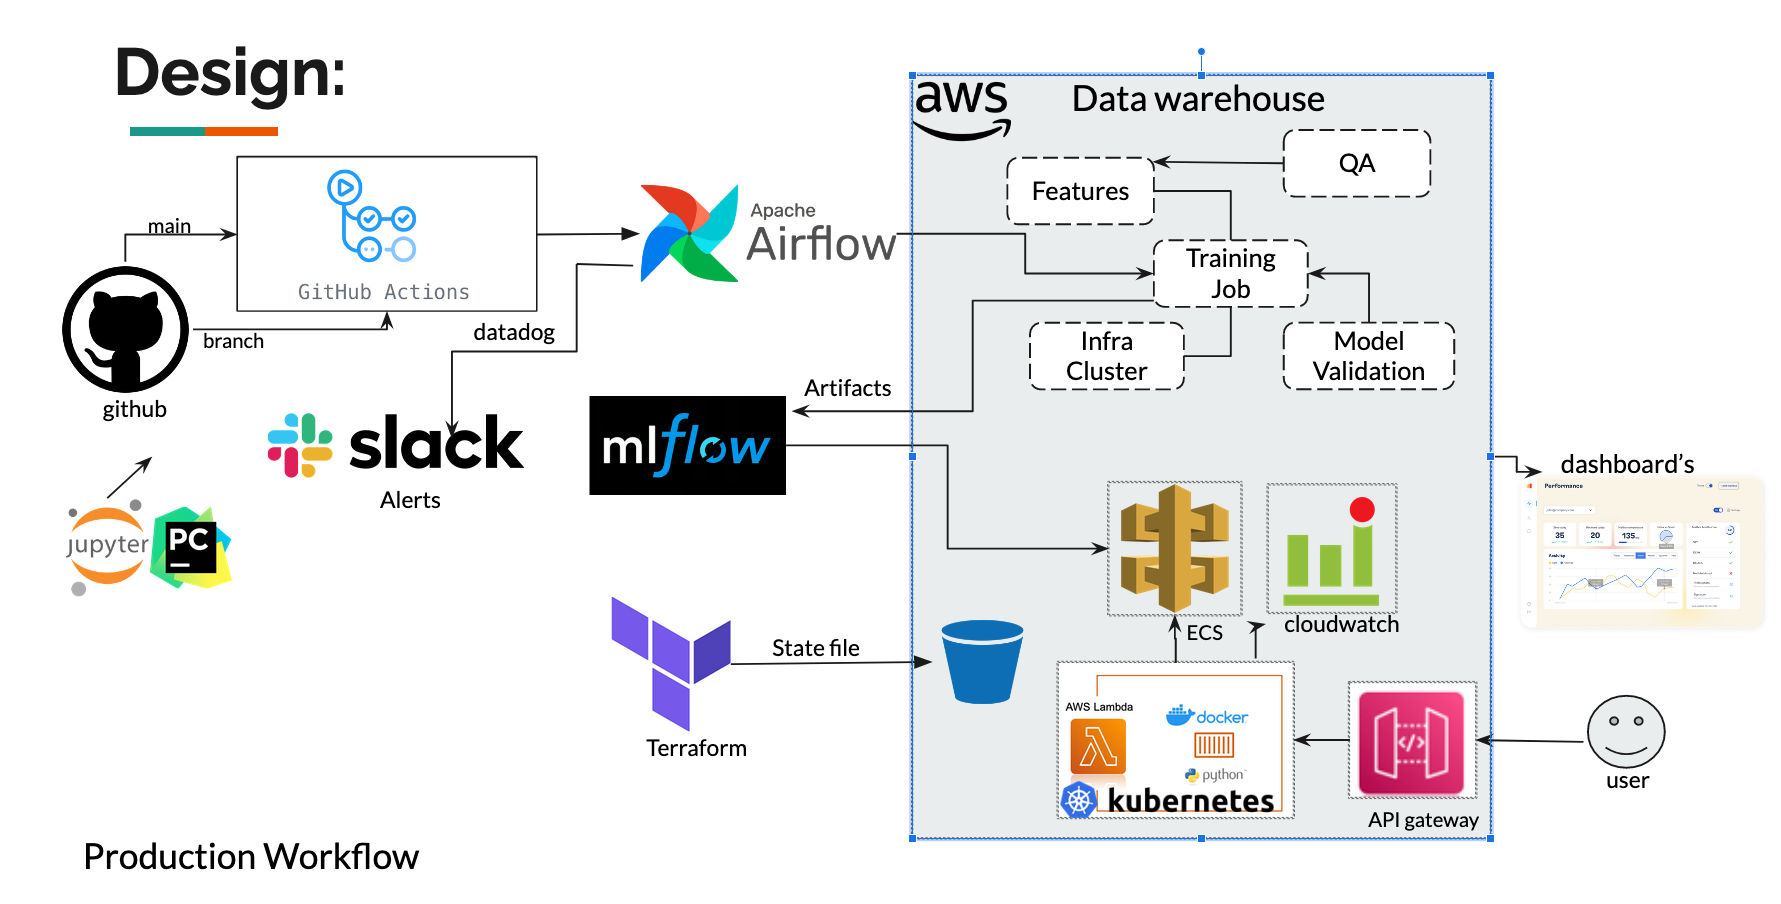 Design:
aws
Data warehouse
QA
Features
main
GitHub Actions
Apache
Airflow
Training
Job
branch
datadog
github
Infra
Cluster
Model
Validation
Artifacts
slack
Alerts
mlflow
jupyter
PC
dashboard's
Performance
35
20
135
Activity
ECS
cloudwatch
State file
Terraform
AWS Lambda
docker
python
kubernetes
API gateway
user
Production Workflow